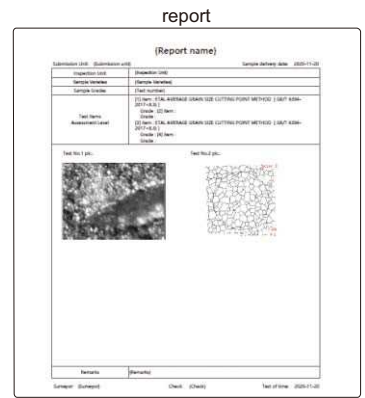 report
{Report name}
Submission Unit: {Submission unit} Sample delivery date: 2020-11-20
Inspection Unit {Inspection Unit}
Sample Varieties {Sample Varieties}
Sample Grades {Test number}
Test Items
Assessment Level
[1] Item: ETAL AVERAGE GRAIN SIZE CUTTING POINT METHOD (GB/T 6394-
2017=8.0)
Grade: [2] Item:
Grade:
[3] Item: ETAL AVERAGE GRAIN SIZE CUTTING POINT METHOD (GB/T 6394-
2017=8.0)
Grade: [4] Item:
Grade:
Test No.1 pic.: Test No.2 pic.:
Remarks {Remarks}
Surveyor: {Surveyor} Check: {Check} Test of time: 2020-11-20